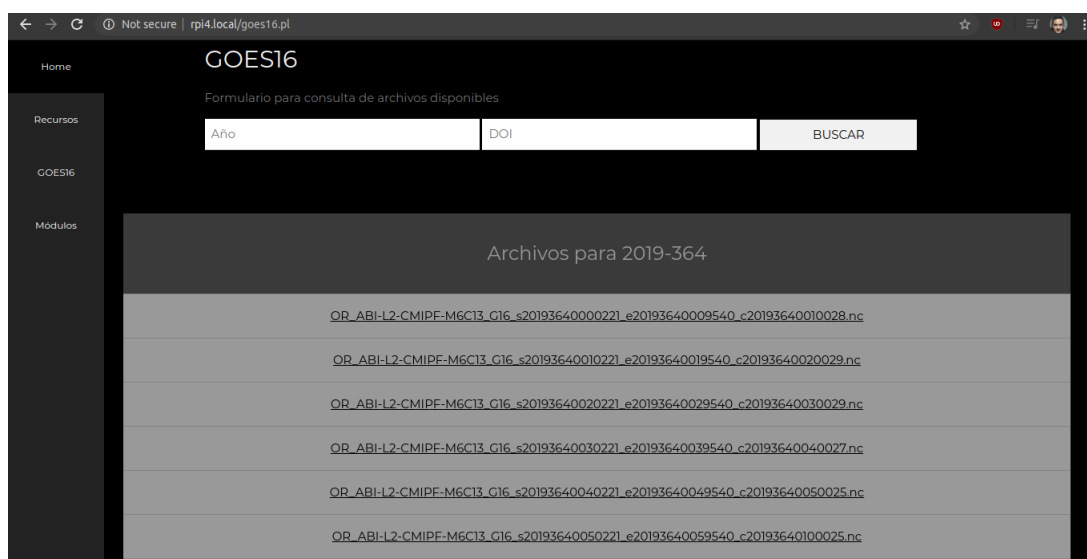 Not secure | rpi4.local/goes16.pl
Home
Recursos
GOES16
Módulos
GOES16
Formulario para consulta de archivos disponibles
Año DOI BUSCAR
Archivos para 2019-364
OR_ABI-L2-CMIPF-M6C13_G16_s20193640000221_e20193640009540_c20193640010028.nc
OR_ABI-L2-CMIPF-M6C13_G16_s20193640010221_e20193640019540_c20193640020029.nc
OR_ABI-L2-CMIPF-M6C13_G16_s20193640020221_e20193640029540_c20193640030029.nc
OR_ABI-L2-CMIPF-M6C13_G16_s20193640030221_e20193640039540_c20193640040027.nc
OR_ABI-L2-CMIPF-M6C13_G16_s20193640040221_e20193640049540_c20193640050025.nc
OR_ABI-L2-CMIPF-M6C13_G16_s20193640050221_e20193640059540_c20193640100025.nc